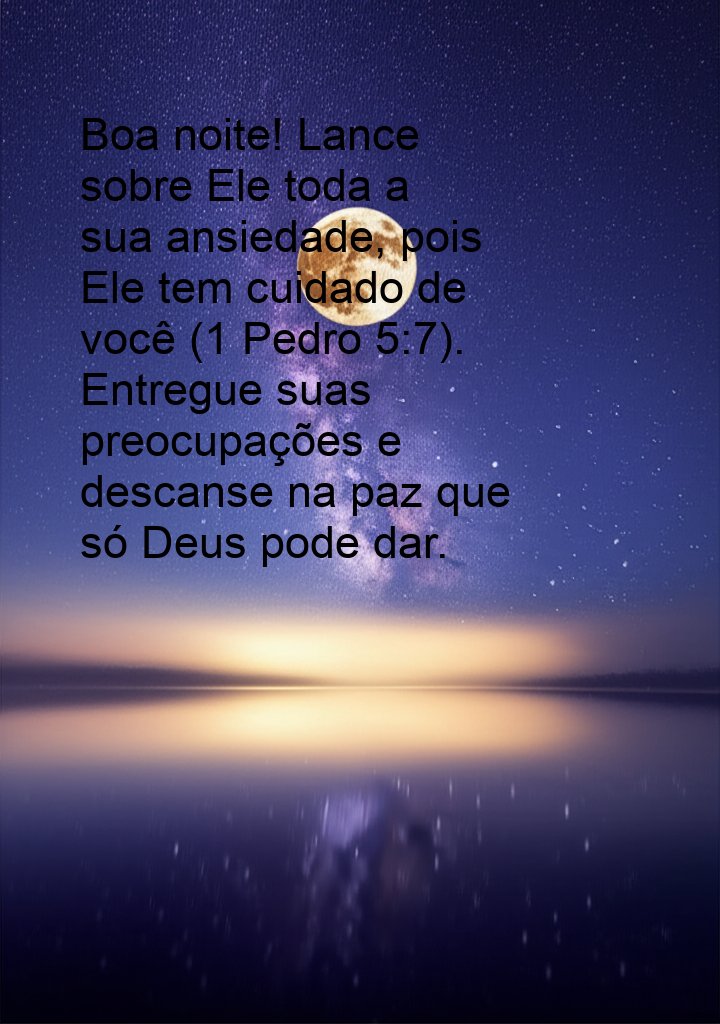 Boa noite! Lance
sobre Ele toda a
sua ansiedade, pois
Ele tem cuidado de
você (1 Pedro 5:7).
Entregue suas
preocupações e
descanse na paz que
só Deus pode dar.